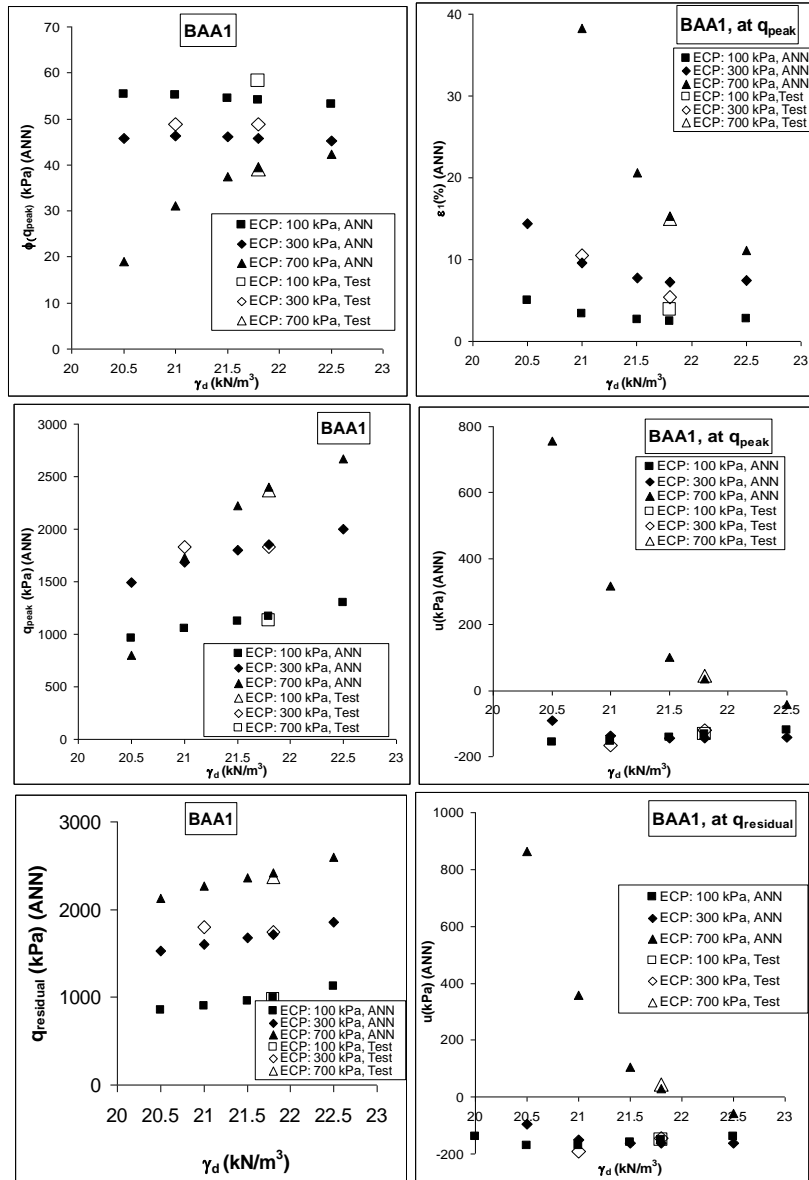 BAA1
70
60
50
40
30
20
10
0
ϕ(qpeak) (kPa) (ANN)
ECP: 100 kPa, ANN
ECP: 300 kPa, ANN
ECP: 700 kPa, ANN
ECP: 100 kPa, Test
ECP: 300 kPa, Test
ECP: 700 kPa, Test
20 20.5 21 21.5 22 22.5 23
γd (kN/m³)
BAA1, at qpeak
40
30
20
10
0
ε1(%) (ANN)
ECP: 100 kPa, ANN
ECP: 300 kPa, ANN
ECP: 700 kPa, ANN
ECP: 100 kPa,Test
ECP: 300 kPa, Test
ECP: 700 kPa, Test
20 20.5 21 21.5 22 22.5 23
γd (kN/m³)
BAA1
3000
2500
2000
1500
1000
500
0
qpeak (kPa) (ANN)
ECP: 100 kPa, ANN
ECP: 300 kPa, ANN
ECP: 700 kPa, ANN
ECP: 100 kPa, Test
ECP: 300 kPa, Test
ECP: 700 kPa, Test
20 20.5 21 21.5 22 22.5 23
γd (kN/m³)
BAA1, at qpeak
800
600
400
200
0
-200
u(kPa) (ANN)
ECP: 100 kPa, ANN
ECP: 300 kPa, ANN
ECP: 700 kPa, ANN
ECP: 100 kPa, Test
ECP: 300 kPa, Test
ECP: 700 kPa, Test
20 20.5 21 21.5 22 22.5
γd (kN/m³)
BAA1
3000
2000
1000
0
qresidual (kPa) (ANN)
ECP: 100 kPa, ANN
ECP: 300 kPa, ANN
ECP: 700 kPa, ANN
ECP: 100 kPa, Test
ECP: 300 kPa, Test
ECP: 700 kPa, Test
20 20.5 21 21.5 22 22.5 23
γd (kN/m³)
BAA1, at qresidual
1000
800
600
400
200
0
-200
u(kPa) (ANN)
ECP: 100 kPa, ANN
ECP: 300 kPa, ANN
ECP: 700 kPa, ANN
ECP: 100 kPa, Test
ECP: 300 kPa, Test
ECP: 700 kPa, Test
20 20.5 21 21.5 22 22.5 23
γd (kN/m³)